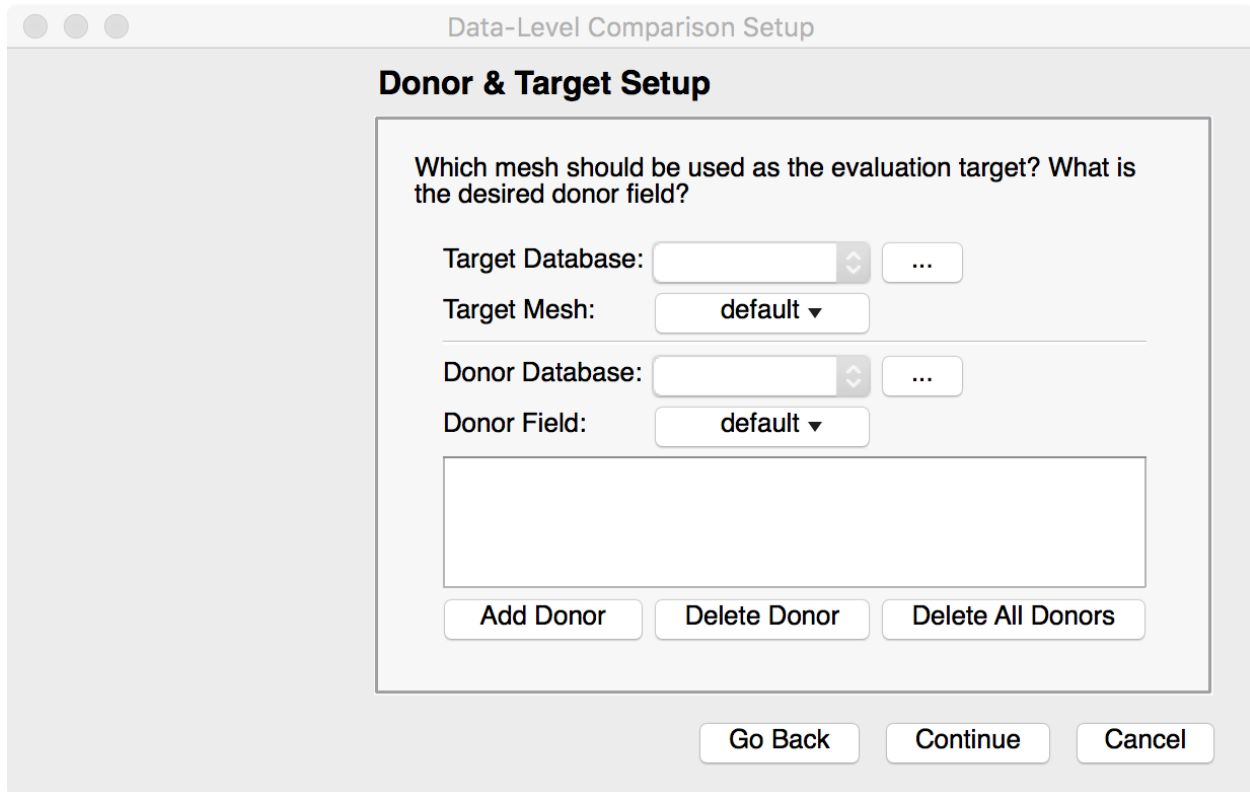 Data-Level Comparison Setup
Donor & Target Setup
Which mesh should be used as the evaluation target? What is
the desired donor field?
Target Database: ...
Target Mesh: default
Donor Database: ...
Donor Field: default
Add Donor Delete Donor Delete All Donors
Go Back Continue Cancel